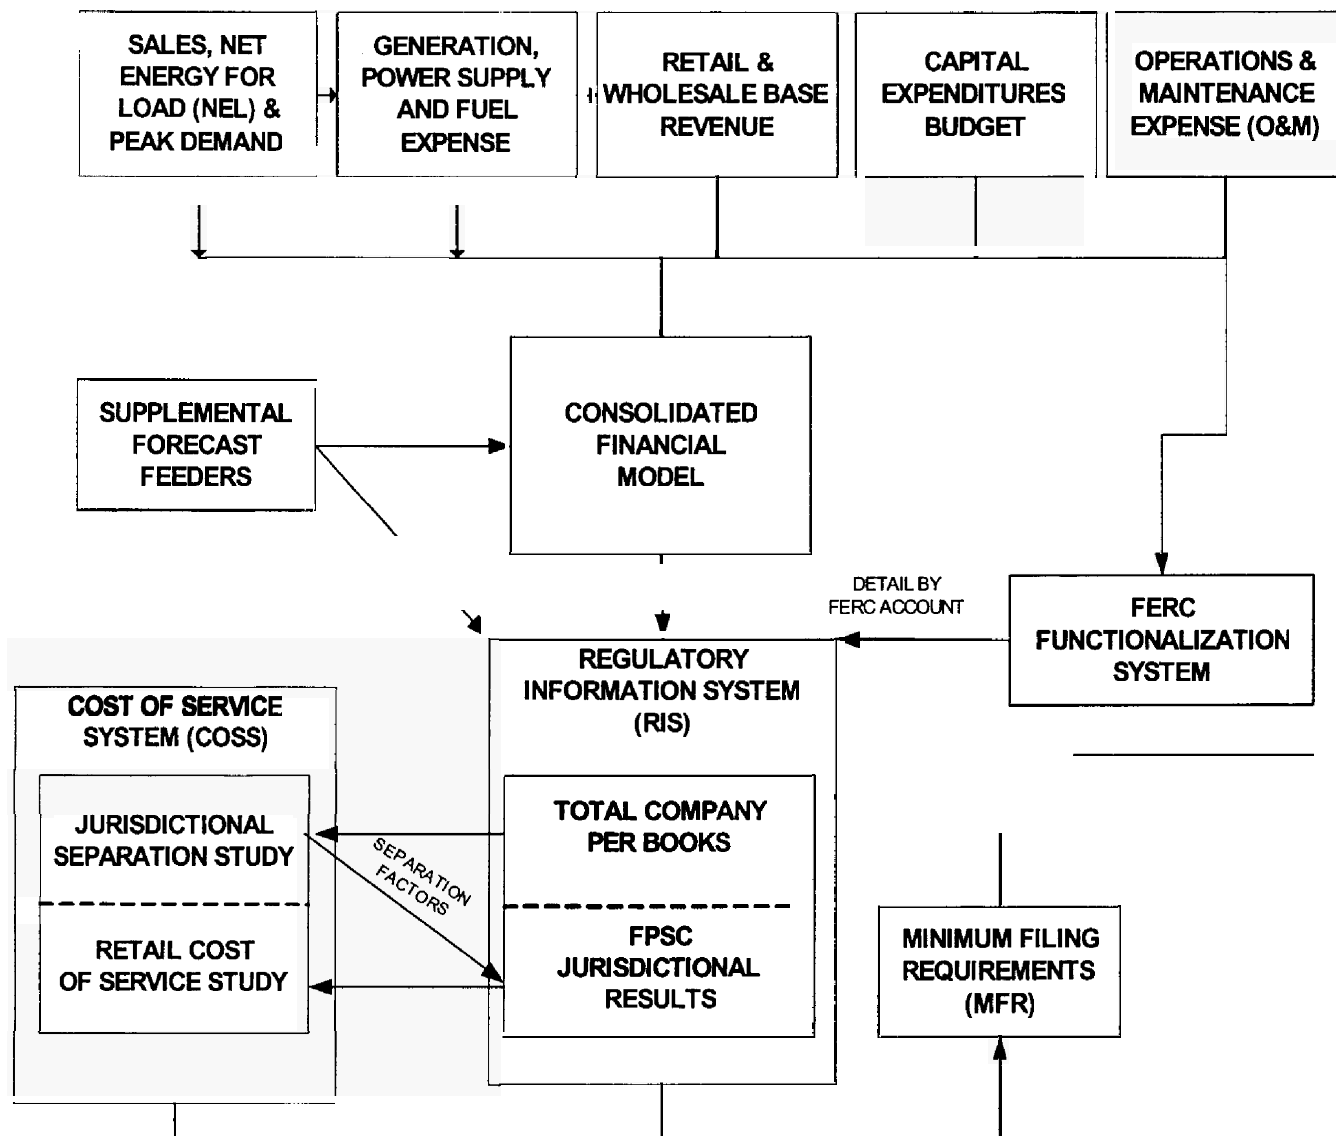 SALES, NET
ENERGY FOR
LOAD (NEL) &
PEAK DEMAND
GENERATION,
POWER SUPPLY
AND FUEL
EXPENSE
RETAIL &
WHOLESALE BASE
REVENUE
CAPITAL
EXPENDITURES
BUDGET
OPERATIONS &
MAINTENANCE
EXPENSE (O&M)
SUPPLEMENTAL
FORECAST
FEEDERS
CONSOLIDATED
FINANCIAL
MODEL
DETAIL BY
FERC ACCOUNT
FERC
FUNCTIONALIZATION
SYSTEM
REGULATORY
INFORMATION SYSTEM
(RIS)
COST OF SERVICE
SYSTEM (COSS)
JURISDICTIONAL
SEPARATION STUDY
SEPARATION
FACTORS
TOTAL COMPANY
PER BOOKS
RETAIL COST
OF SERVICE STUDY
FPSC
JURISDICTIONAL
RESULTS
MINIMUM FILING
REQUIREMENTS
(MFR)